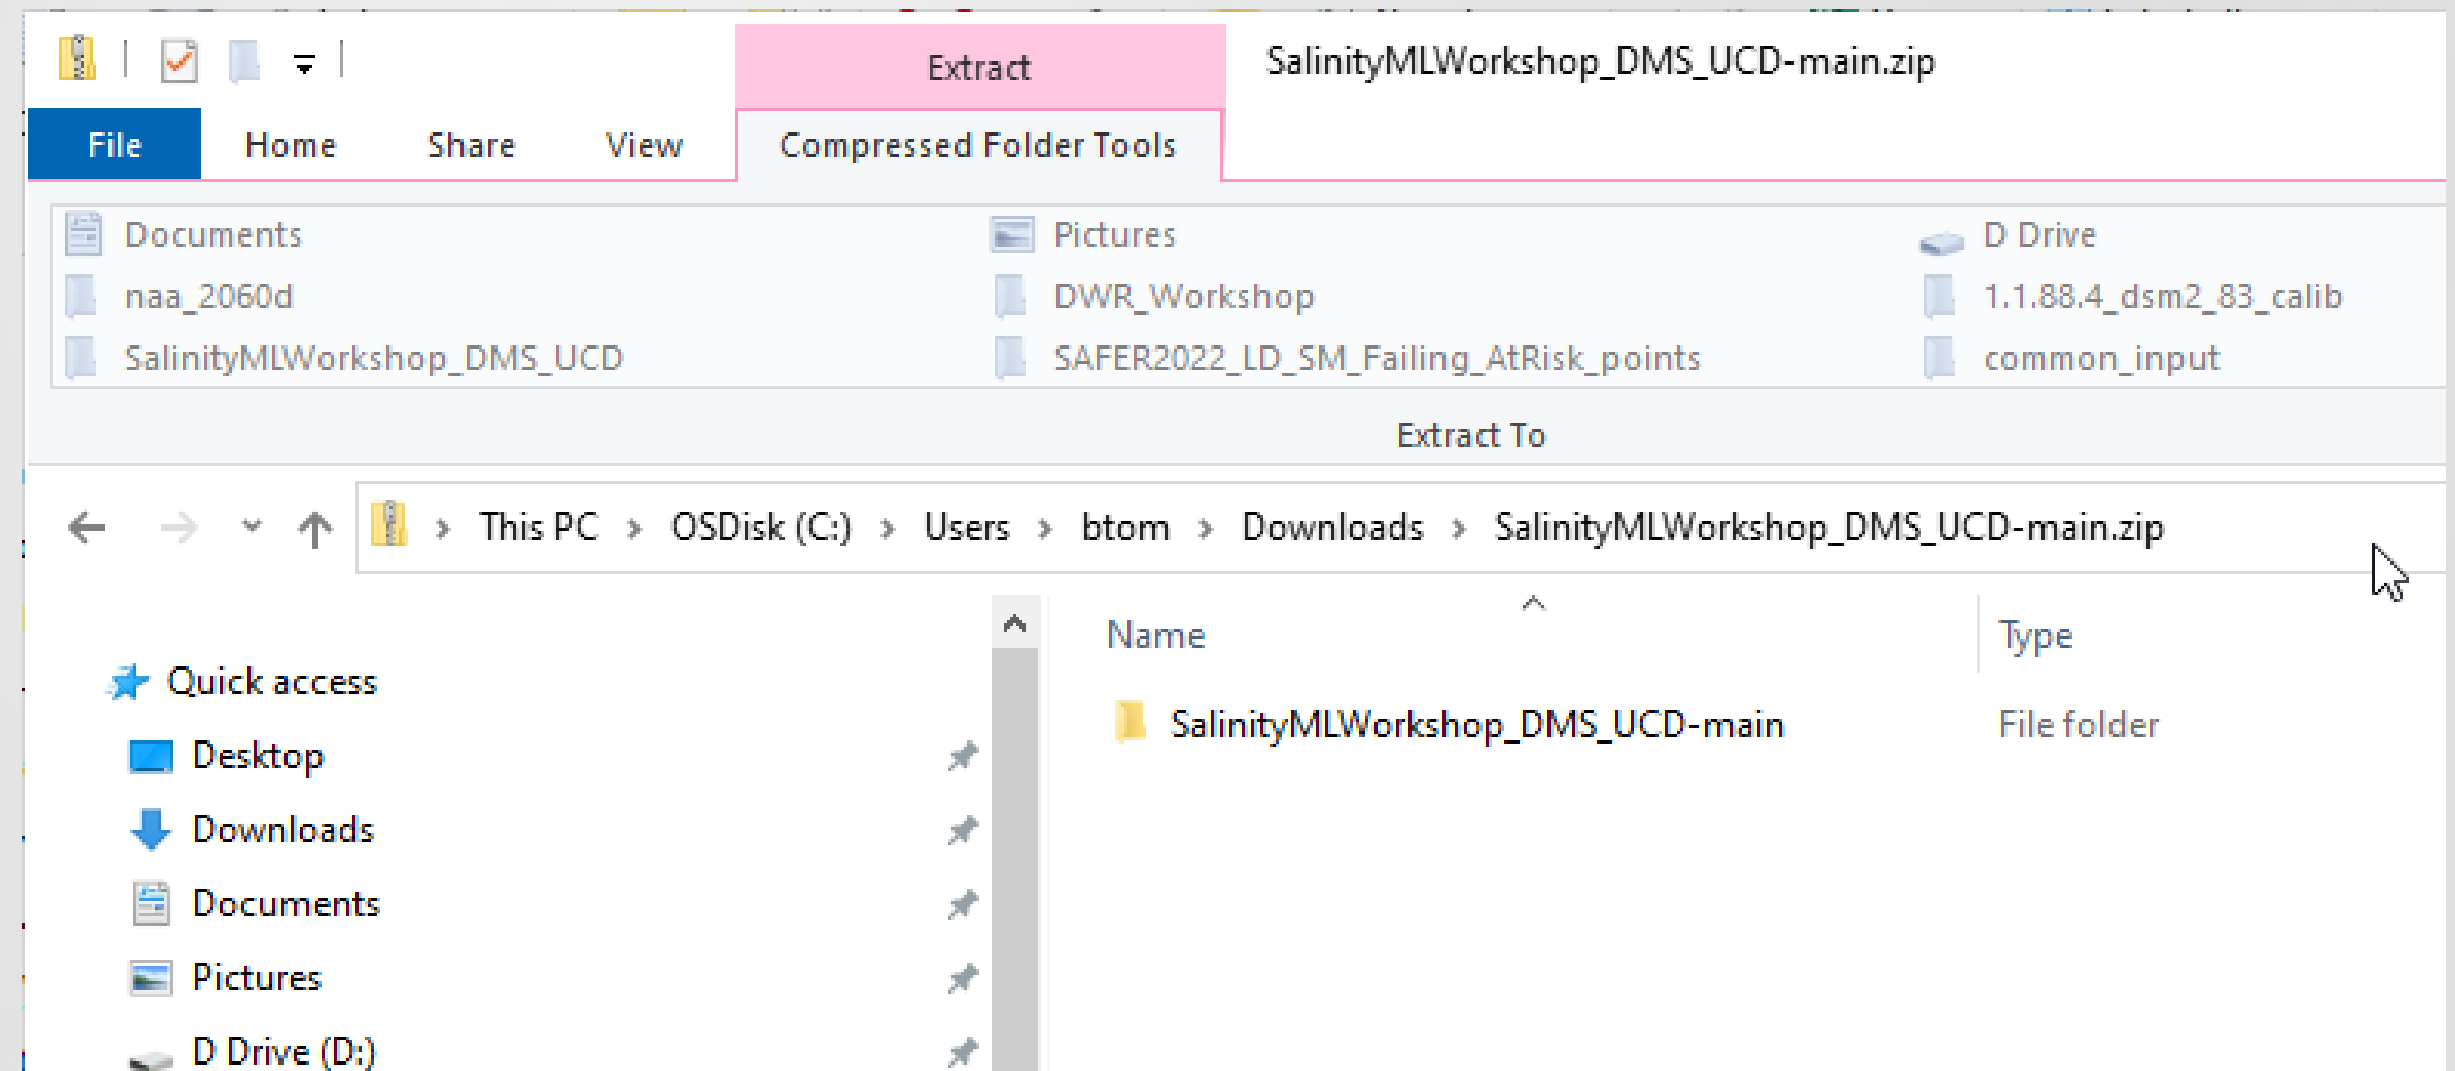 Extract SalinityMLWorkshop_DMS_UCD-main.zip
File Home Share View Compressed Folder Tools
Documents Pictures D Drive
naa_2060d DWR_Workshop 1.1.88.4_dsm2_83_calib
SalinityMLWorkshop_DMS_UCD SAFER2022_LD_SM_Failing_AtRisk_points common_input
Extract To
This PC OSDisk (C:) Users btom Downloads SalinityMLWorkshop_DMS_UCD-main.zip
Name Type
Quick access
SalinityMLWorkshop_DMS_UCD-main File folder
Desktop
Downloads
Documents
Pictures
D Drive (D:)